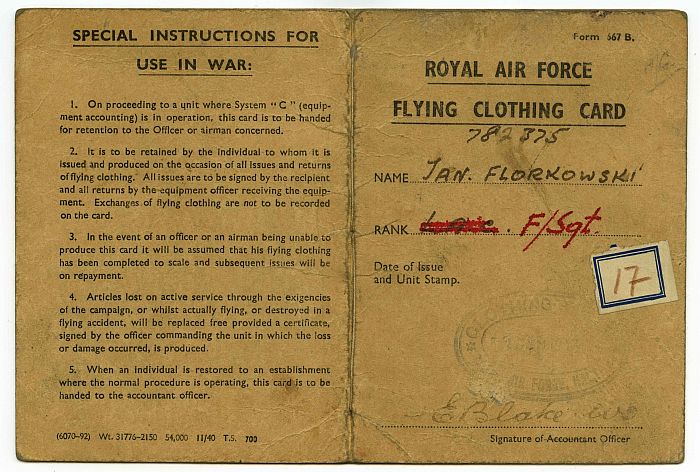 SPECIAL INSTRUCTIONS FOR
USE IN WAR:
1. On proceeding to a unit where System "C" (equip-
ment accounting) is in operation, this card is to be handed
for retention to the Officer or airman concerned.
2. It is to be retained by the individual to whom it is
issued and produced on the occasion of all issues and returns
of flying clothing. All issues are to be signed by the recipient
and all returns by the equipment officer receiving the equip-
ment. Exchanges of flying clothing are not to be recorded
on the card.
3. In the event of an officer or an airman being unable to
produce this card it will be assumed that his flying clothing
has been completed to scale and subsequent issues will be
on repayment.
4. Articles lost on active service through the exigencies
of the campaign, or whilst actually flying, or destroyed in a
flying accident, will be replaced free provided a certificate,
signed by the officer commanding the unit in which the loss
or damage occurred, is produced.
5. When an individual is restored to an establishment
where the normal procedure is operating, this card is to be
handed to the accountant officer.
(6070-92) Wt. 31776-2150 54,000 11/40 T.S. 700
Form 667 B.
ROYAL AIR FORCE
FLYING CLOTHING CARD
782375
NAME JAN. FLORKOWSKI
RANK F/Sgt.
Date of Issue
and Unit Stamp.
17
FORCE
E Blake
Signature of Accountant Officer